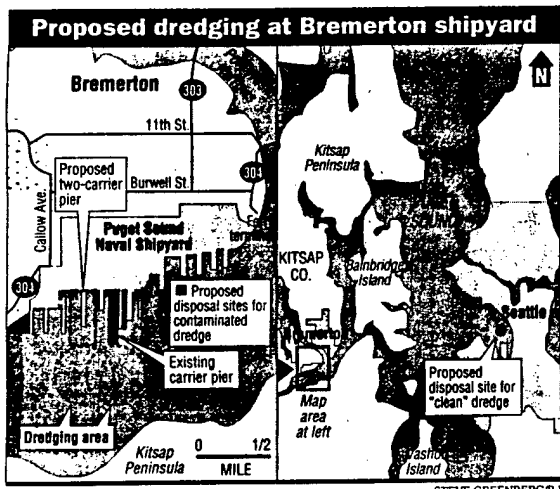 Proposed dredging at Bremerton shipyard
Bremerton
303
11th St.
304
Proposed
two-carrier
pier
Burwell St.
Callow Ave.
Puget Sound
Naval Shipyard
304
Proposed
disposal sites for
contaminated
dredge
Existing
carrier pier
Dredging area
Kitsap
Peninsula
0 1/2
MILE
N
Kitsap
Peninsula
KITSAP
CO.
Bainbridge
Island
Seattle
Map
area
at left
Proposed
disposal site for
"clean" dredge
Island
STEVE GREENBERG/P-I